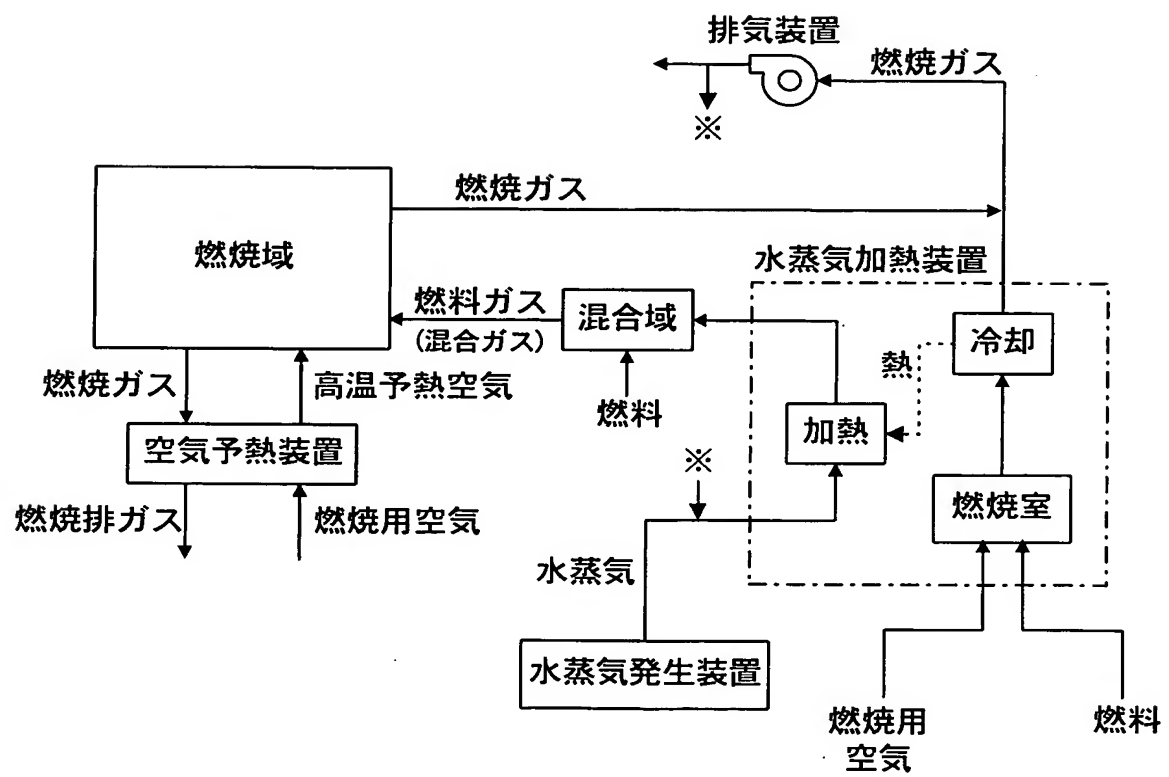 排気装置
燃焼ガス
※
燃焼ガス
燃焼域
水蒸気加熱装置
燃料ガス
(混合ガス)
混合域
冷却
熱
燃焼ガス
高温予熱空気
燃料
加熱
空気予熱装置
※
燃焼室
燃焼排ガス
燃焼用空気
水蒸気
水蒸気発生装置
燃焼用
空気
燃料